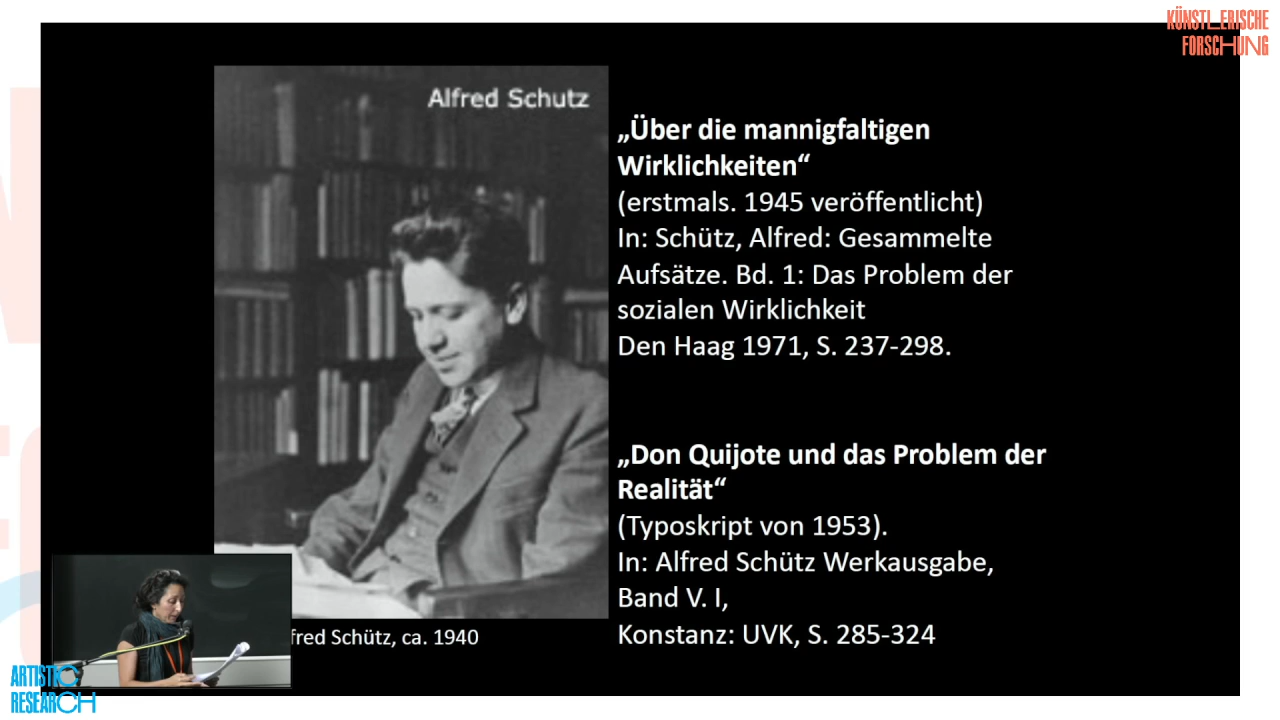 KÜNSTL_ERISCHE
FORSCHUNG
Alfred Schutz
„Über die mannigfaltigen
Wirklichkeiten“
(erstmals. 1945 veröffentlicht)
In: Schütz, Alfred: Gesammelte
Aufsätze. Bd. 1: Das Problem der
sozialen Wirklichkeit
Den Haag 1971, S. 237-298.
„Don Quijote und das Problem der
Realität“
(Typoskript von 1953).
In: Alfred Schütz Werkausgabe,
Band V. I,
Konstanz: UVK, S. 285-324
fred Schütz, ca. 1940
ARTISTIC
RESEARCH